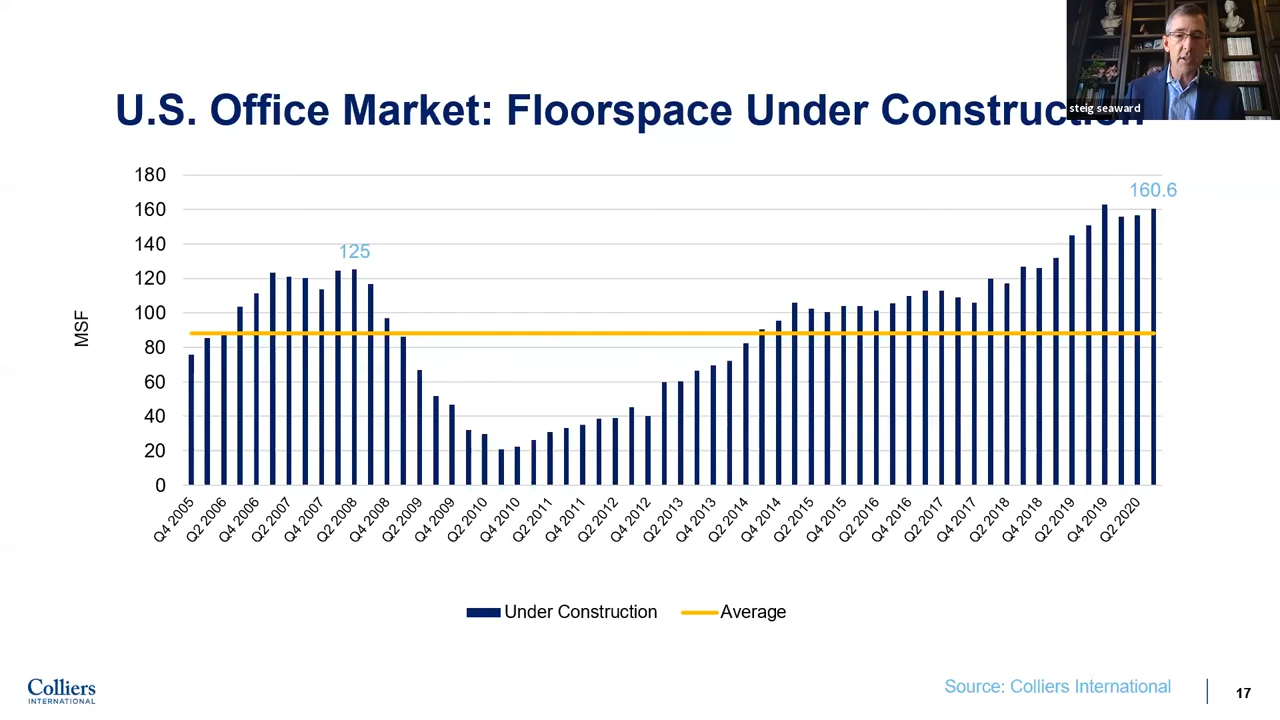 steig seaward
U.S. Office Market: Floorspace Under Construction
180
160
140
120
100
80
60
40
20
0
MSF
125
160.6
Q4 2005
Q2 2006
Q4 2006
Q2 2007
Q4 2007
Q2 2008
Q4 2008
Q2 2009
Q4 2009
Q2 2010
Q4 2010
Q2 2011
Q4 2011
Q2 2012
Q4 2012
Q2 2013
Q4 2013
Q2 2014
Q4 2014
Q2 2015
Q4 2015
Q2 2016
Q4 2016
Q2 2017
Q4 2017
Q2 2018
Q4 2018
Q2 2019
Q4 2019
Q2 2020
Under Construction
Average
Colliers
INTERNATIONAL
Source: Colliers International
17